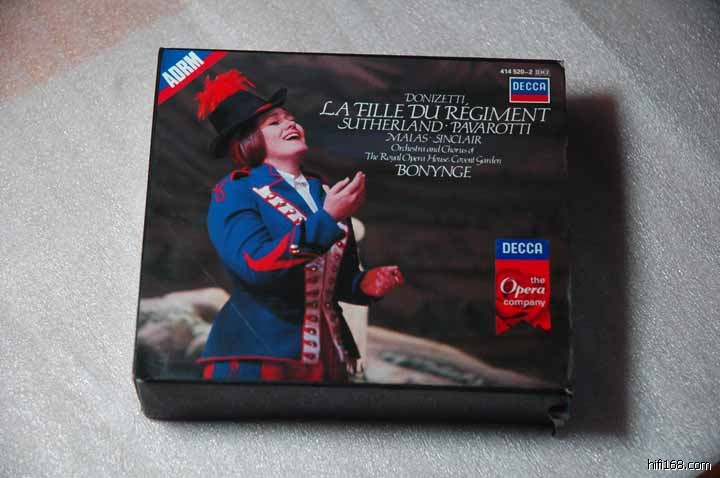 ADRM
414 520-2
DECCA
DONIZETTI
LA FILLE DU RÉGIMENT
SUTHERLAND · PAVAROTTI
MALAS · SINCLAIR
Orchestra and Chorus of
The Royal Opera House, Covent Garden
BONYNGE
DECCA
the
Opera
company
hifi168.com